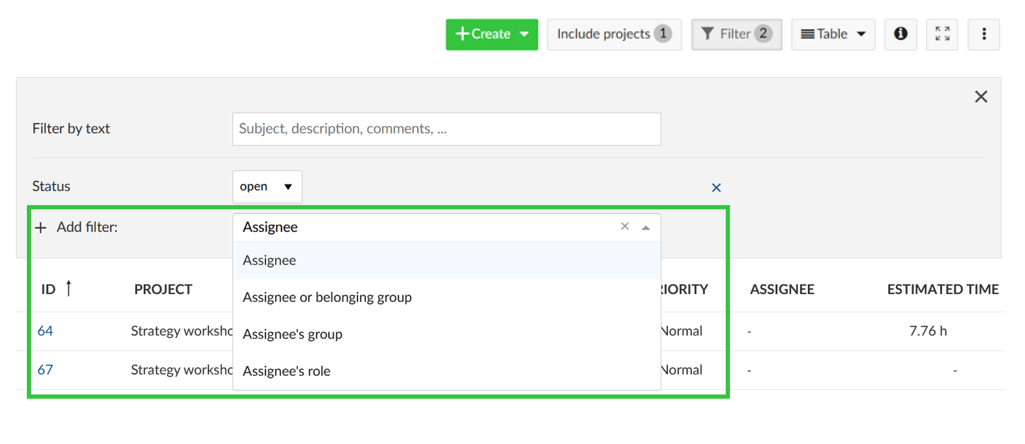 Create Include projects 1 Filter 2 Table
Filter by text Subject, description, comments, ...
Status open
+ Add filter: Assignee
Assignee
Assignee or belonging group
Assignee's group
Assignee's role
ID PROJECT RIORITY ASSIGNEE ESTIMATED TIME
64 Strategy worksho Normal - 7.76 h
67 Strategy worksho Normal - -